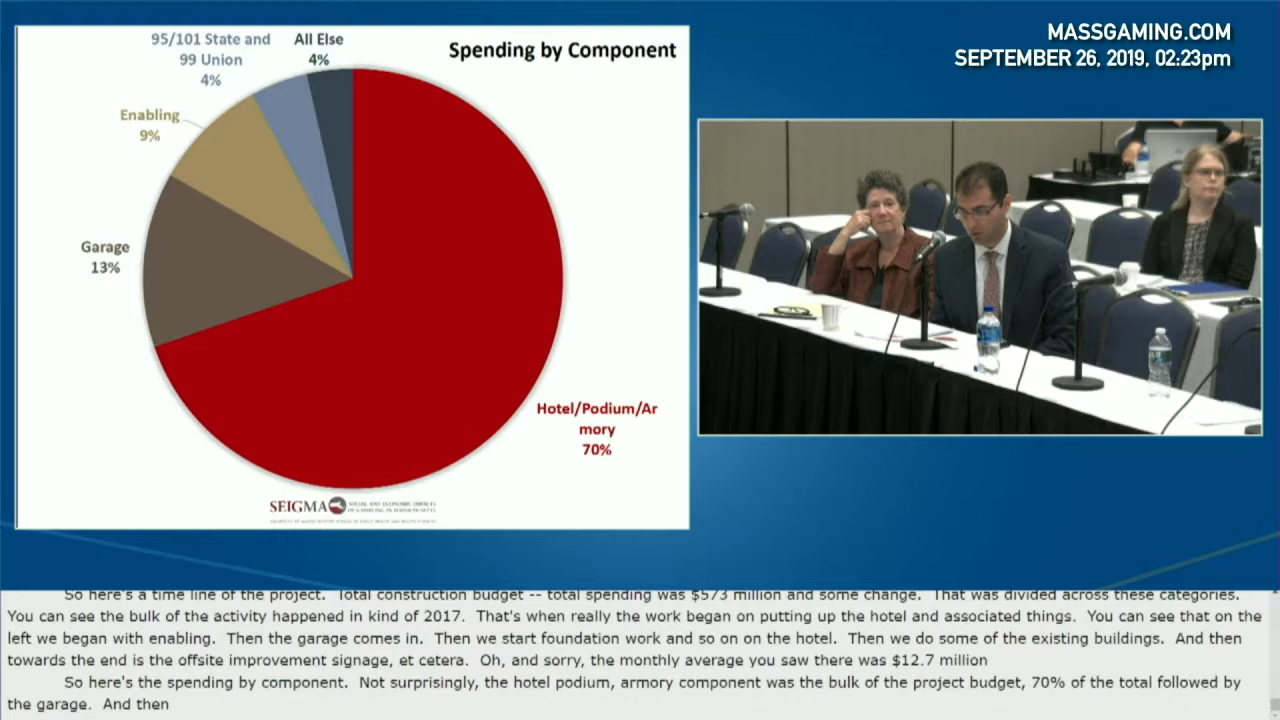 MASSGAMING.COM
SEPTEMBER 26, 2019, 02:23pm
Spending by Component
95/101 State and
99 Union
4%
All Else
4%
Enabling
9%
Garage
13%
Hotel/Podium/Ar
mory
70%
SEIGMA
SOCIAL AND ECONOMIC IMPACTS
OF GAMBLING IN MASSACHUSETTS
So here's a time line of the project. Total construction budget -- total spending was $573 million and some change. That was divided across these categories.
You can see the bulk of the activity happened in kind of 2017. That's when really the work began on putting up the hotel and associated things. You can see that on the
left we began with enabling. Then the garage comes in. Then we start foundation work and so on on the hotel. Then we do some of the existing buildings. And then
towards the end is the offsite improvement signage, et cetera. Oh, and sorry, the monthly average you saw there was $12.7 million
So here's the spending by component. Not surprisingly, the hotel podium, armory component was the bulk of the project budget, 70% of the total followed by
the garage. And then